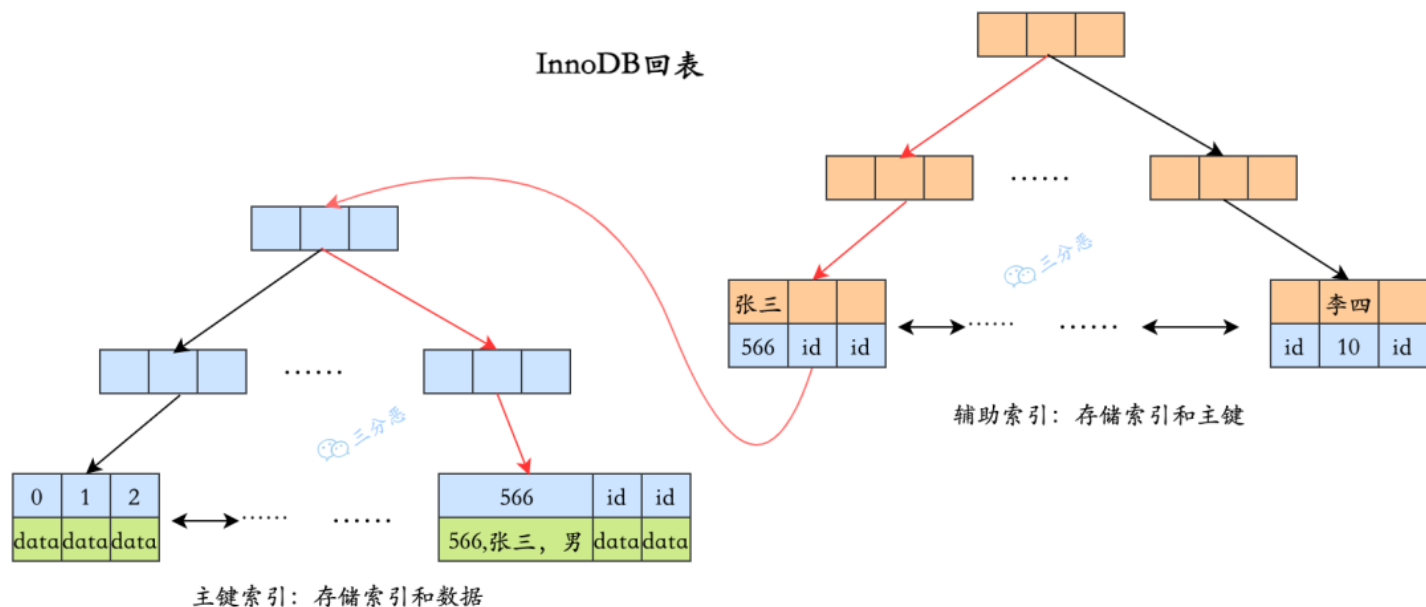 InnoDB回表
三分恶
张三
李四
566 id id
...... ......
id 10 id
辅助索引：存储索引和主键
......
......
三分恶
0 1 2
566 id id
data data data
...... ......
566,张三，男 data data
主键索引：存储索引和数据